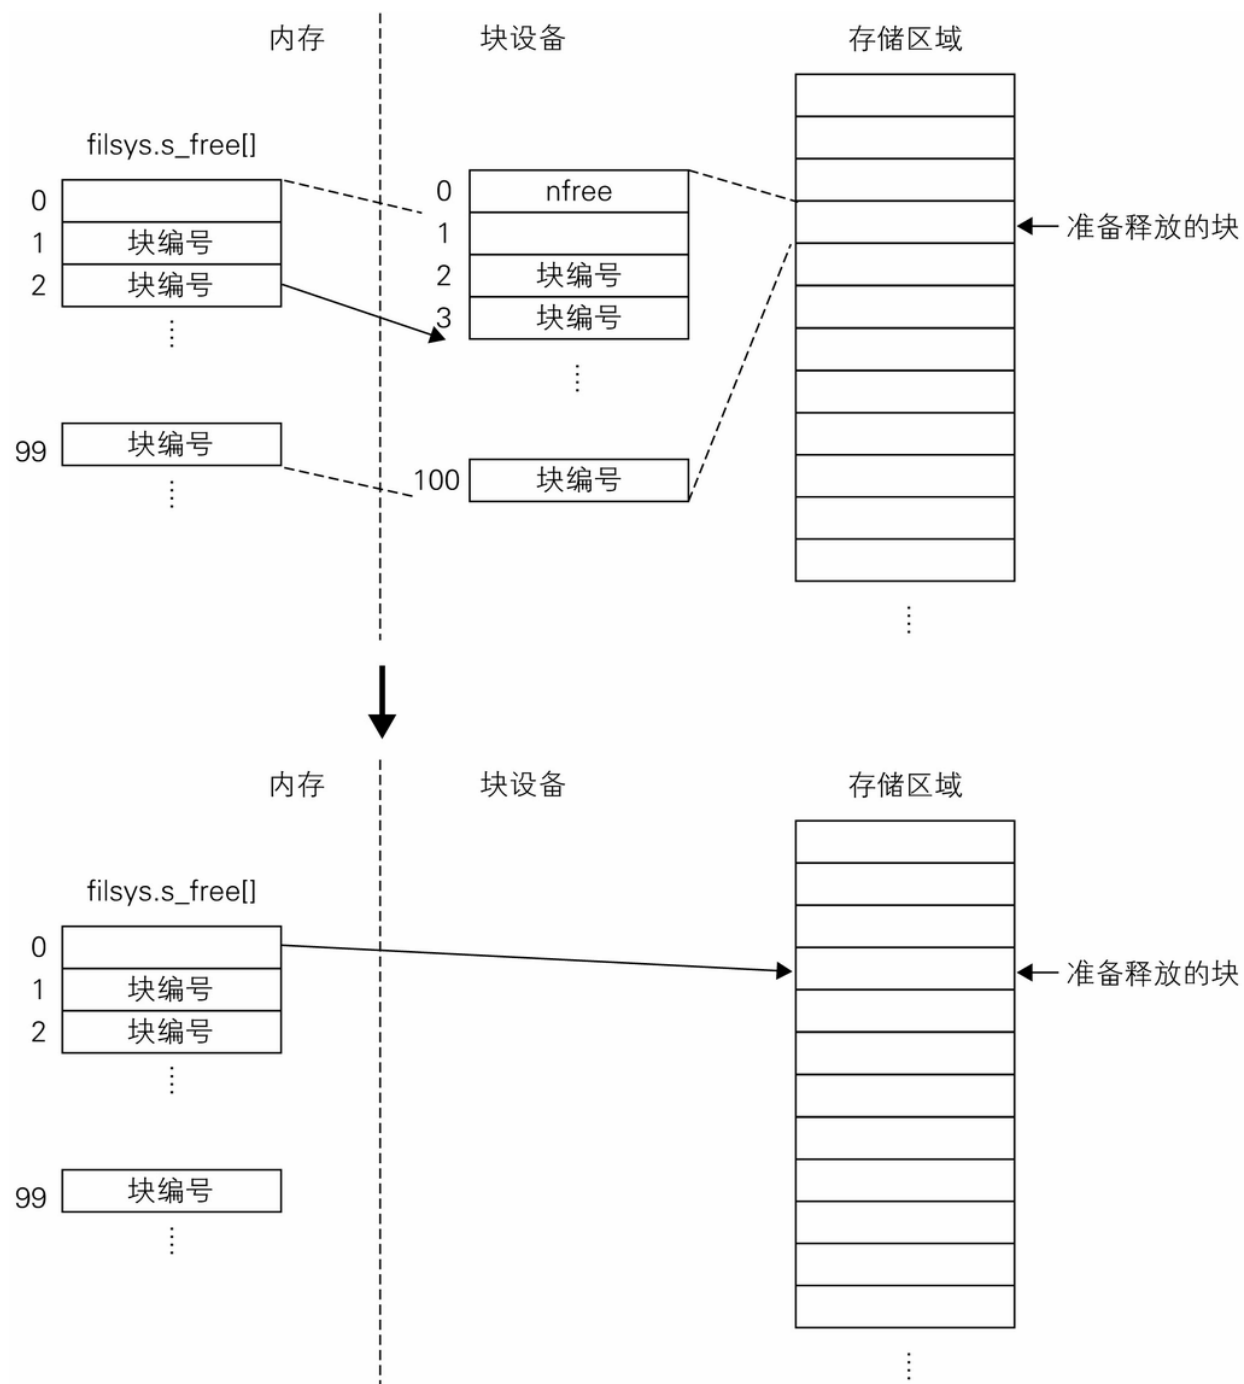 内存 块设备 存储区域
filsys.s_free[]
0 0 nfree
1 块编号 1 准备释放的块
2 块编号 2 块编号
3 块编号
99 块编号
100 块编号
内存 块设备 存储区域
filsys.s_free[]
0
1 块编号 准备释放的块
2 块编号
99 块编号